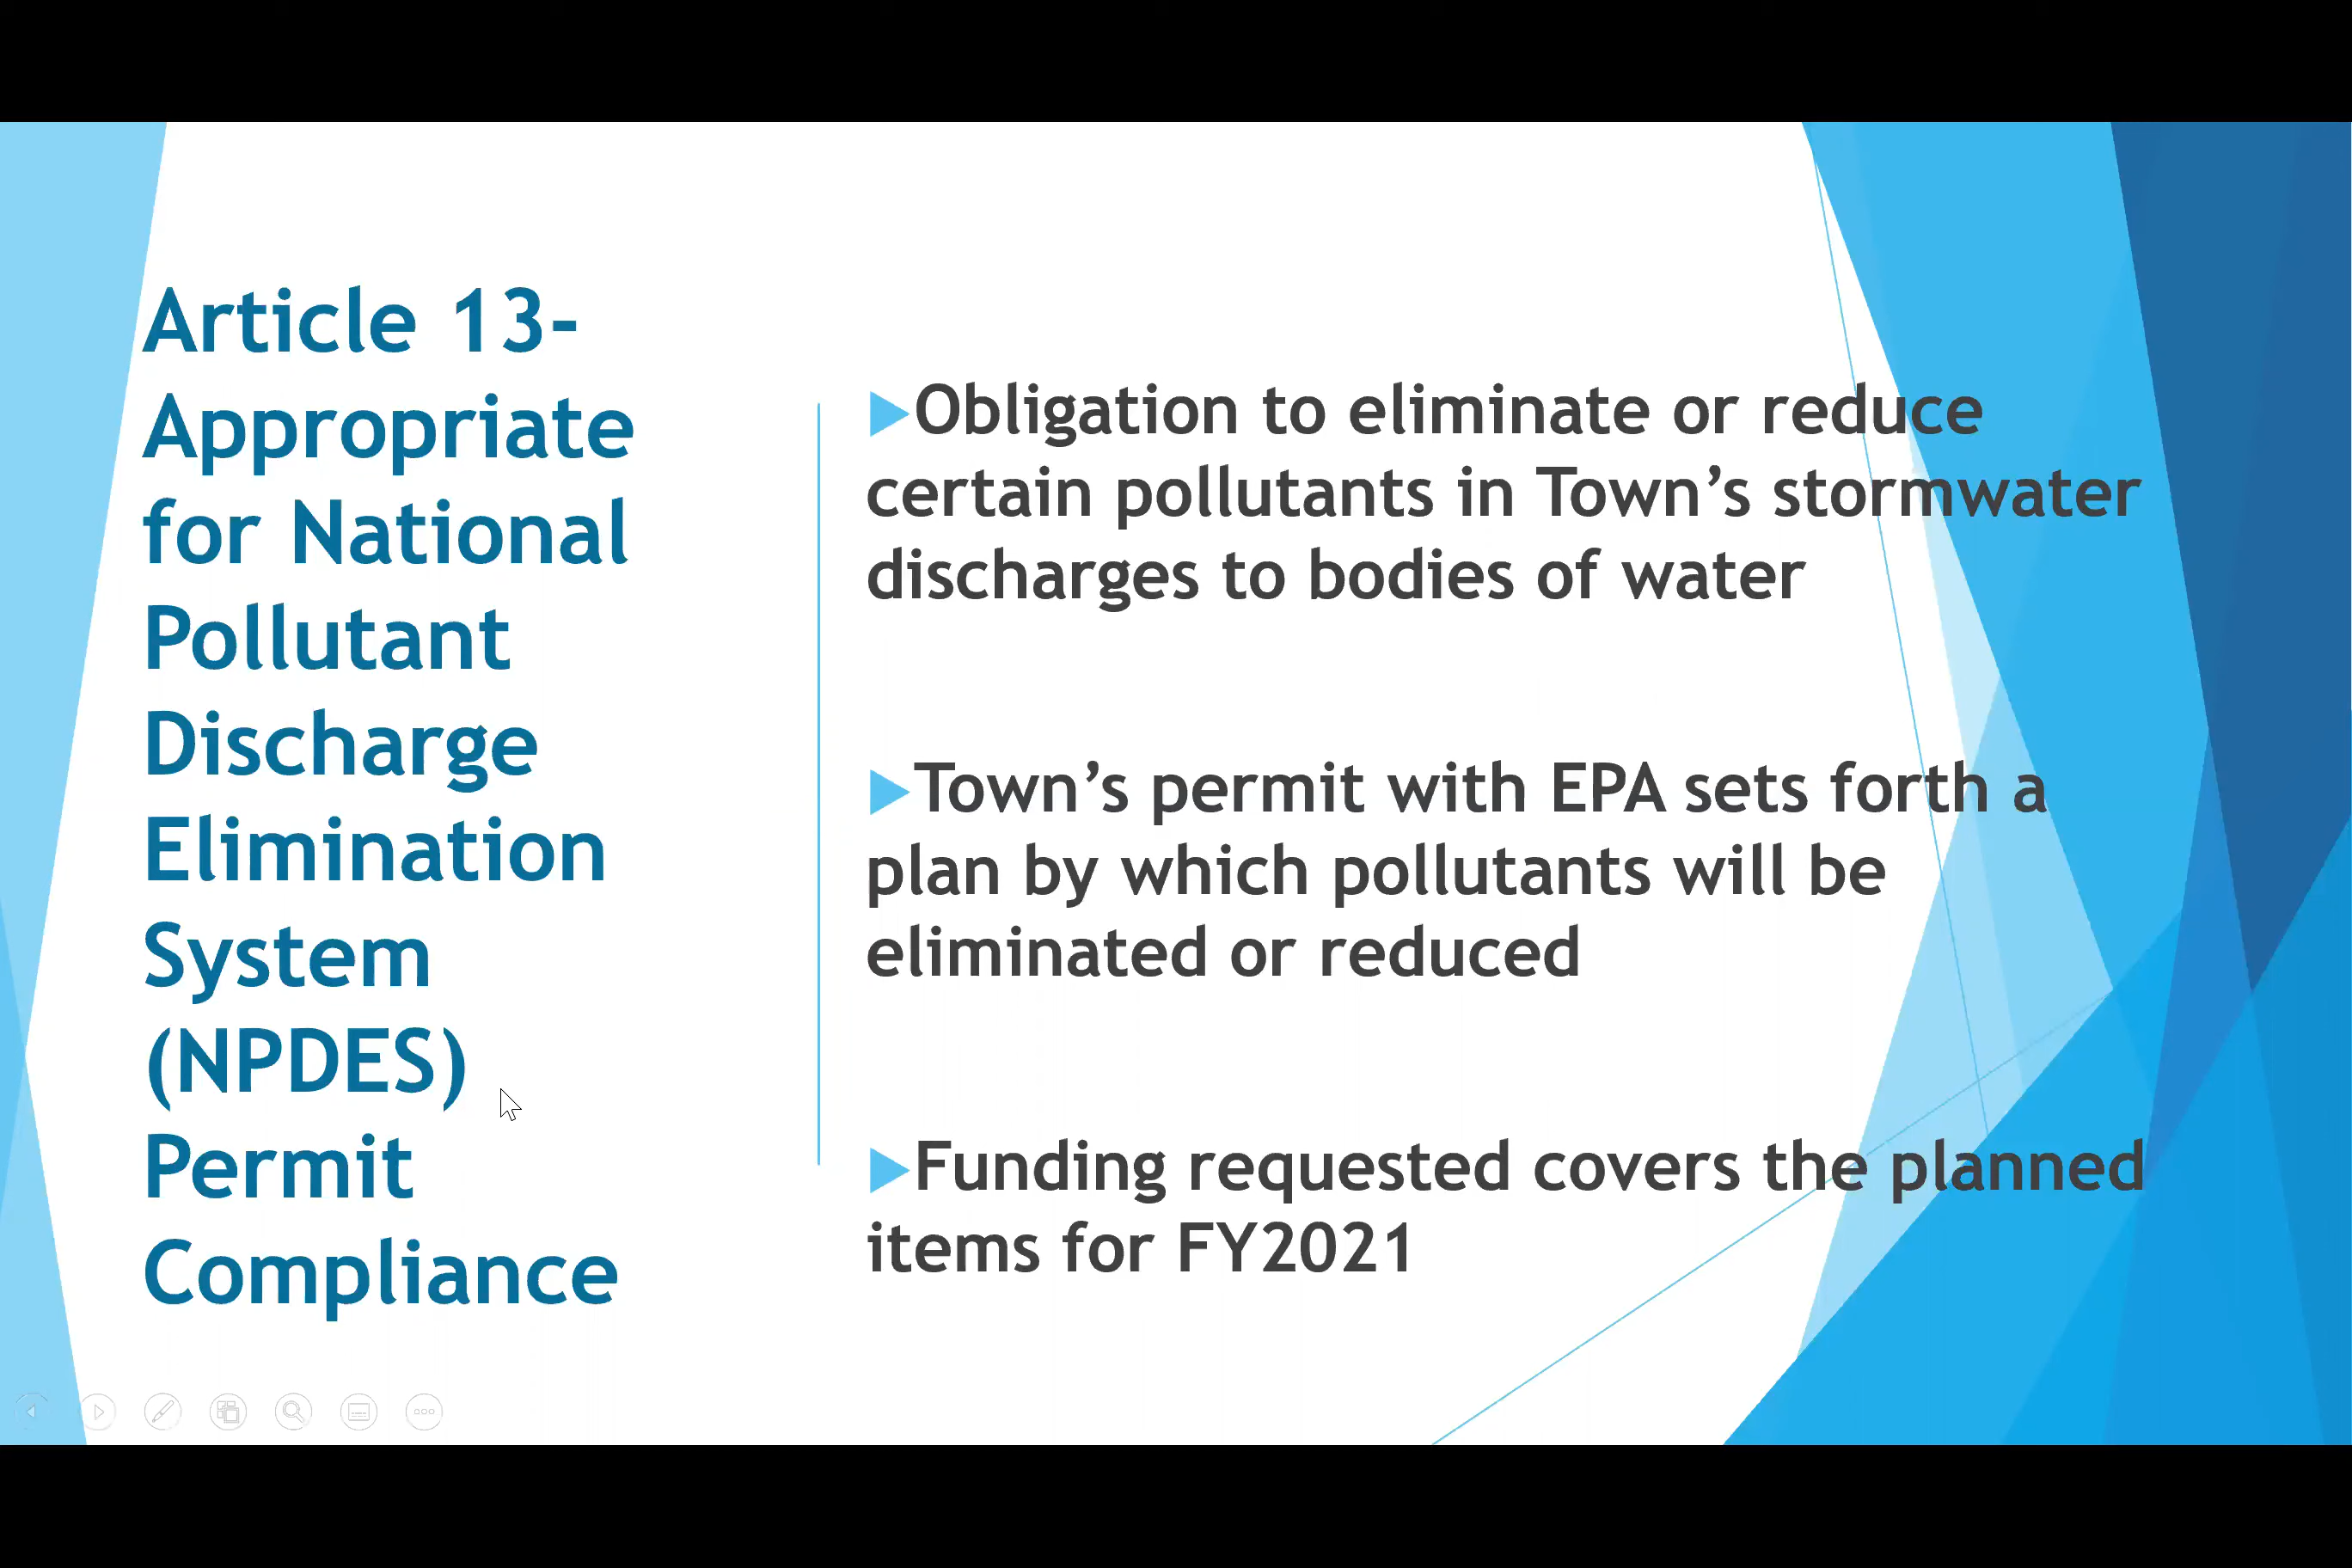 Article 13-
Appropriate
for National
Pollutant
Discharge
Elimination
System
(NPDES)
Permit
Compliance
Obligation to eliminate or reduce
certain pollutants in Town’s stormwater
discharges to bodies of water
Town’s permit with EPA sets forth a
plan by which pollutants will be
eliminated or reduced
Funding requested covers the planned
items for FY2021